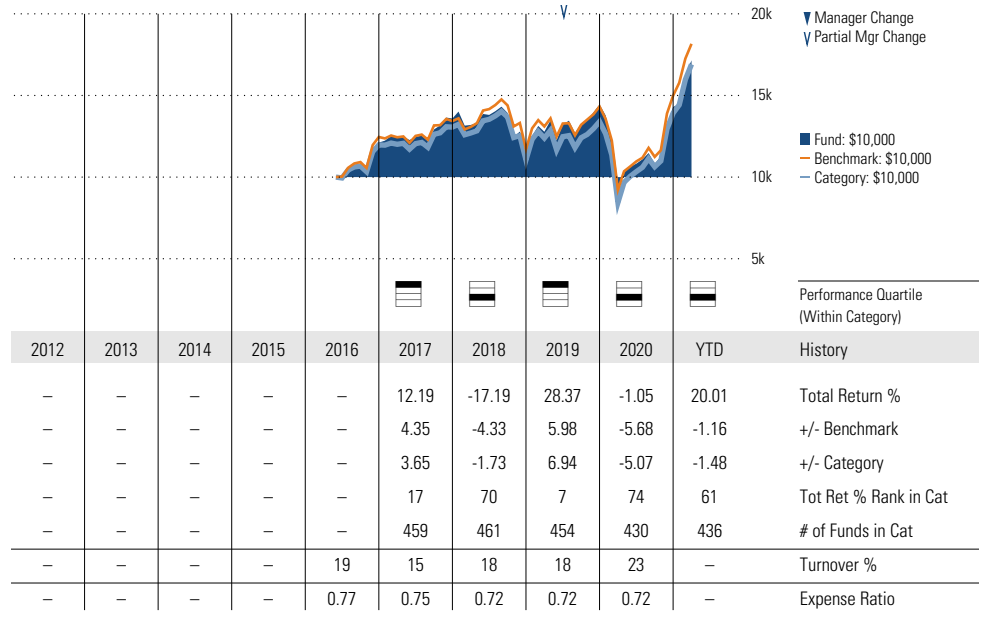 20k
Manager Change
Partial Mgr Change
15k
Fund: $10,000
Benchmark: $10,000
Category: $10,000
10k
5k
Performance Quartile
(Within Category)
2012 2013 2014 2015 2016 2017 2018 2019 2020 YTD History
– – – – – 12.19 -17.19 28.37 -1.05 20.01 Total Return %
– – – – – 4.35 -4.33 5.98 -5.68 -1.16 +/- Benchmark
– – – – – 3.65 -1.73 6.94 -5.07 -1.48 +/- Category
– – – – – 17 70 7 74 61 Tot Ret % Rank in Cat
– – – – – 459 461 454 430 436 # of Funds in Cat
– – – – 19 15 18 18 23 – Turnover %
– – – – 0.77 0.75 0.72 0.72 0.72 – Expense Ratio